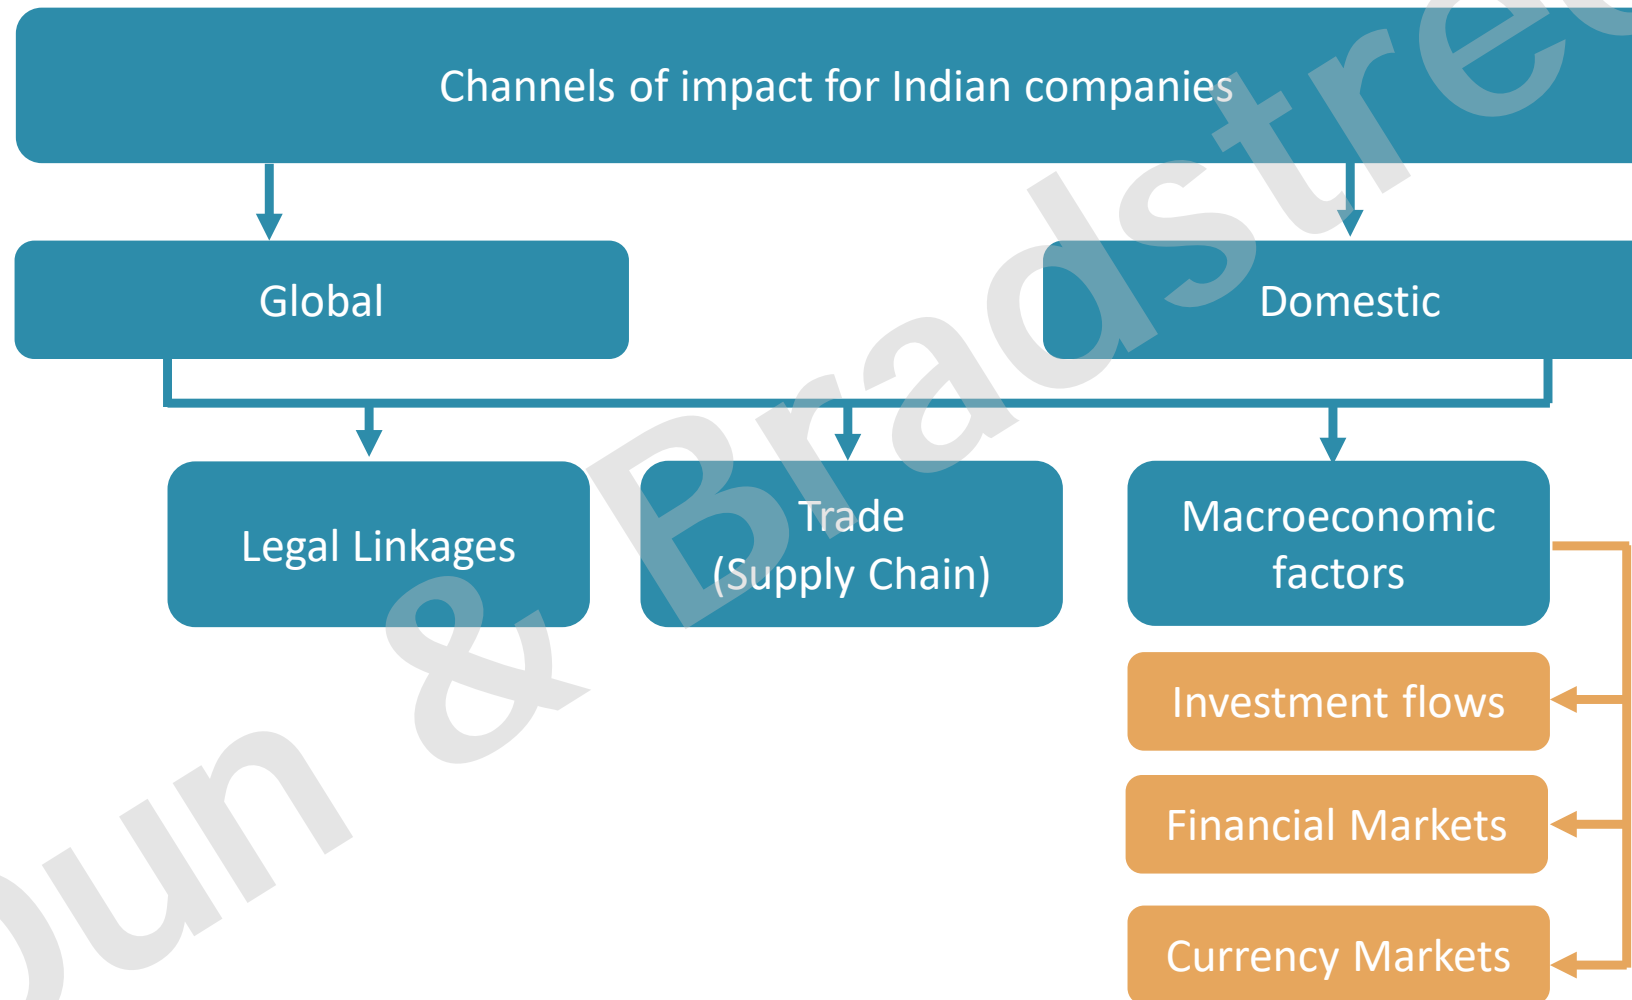 Channels of impact for Indian companies
Global
Domestic
Legal Linkages
Trade
(Supply Chain)
Macroeconomic
factors
Investment flows
Financial Markets
Currency Markets
Dun & Bradstreet